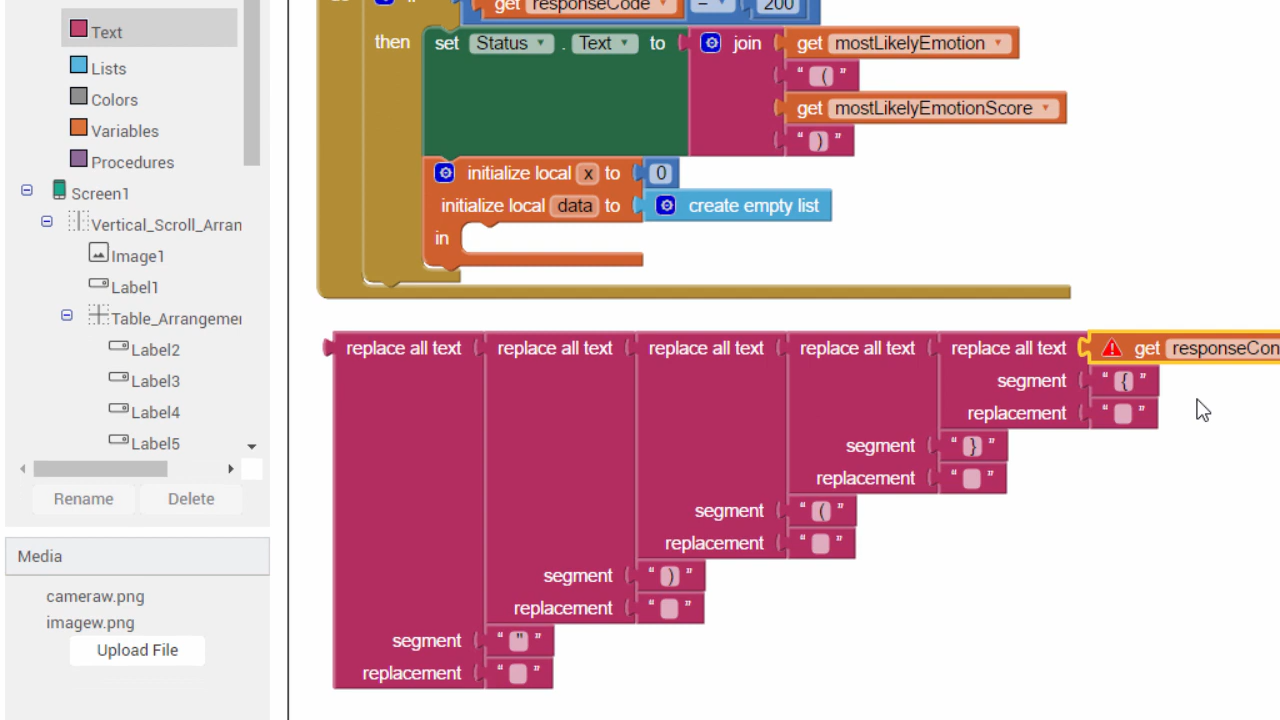 get responseCode = 200
Text
then set Status . Text to join get mostLikelyEmotion
Lists
“ ( ”
Colors
get mostLikelyEmotionScore
Variables
“ ) ”
Procedures
initialize local x to 0
Screen1
initialize local data to create empty list
Vertical_Scroll_Arran
in
Image1
Label1
Table_Arrangemer
replace all text replace all text replace all text replace all text replace all text get responseCon
Label2
segment “ { ”
Label3
replacement “ ”
Label4
segment “ } ”
Label5
replacement “ ”
Rename Delete
segment “ ( ”
replacement “ ”
Media
segment “ ) ”
cameraw.png
replacement “ ”
imagew.png
segment “ " ”
Upload File
replacement “ ”